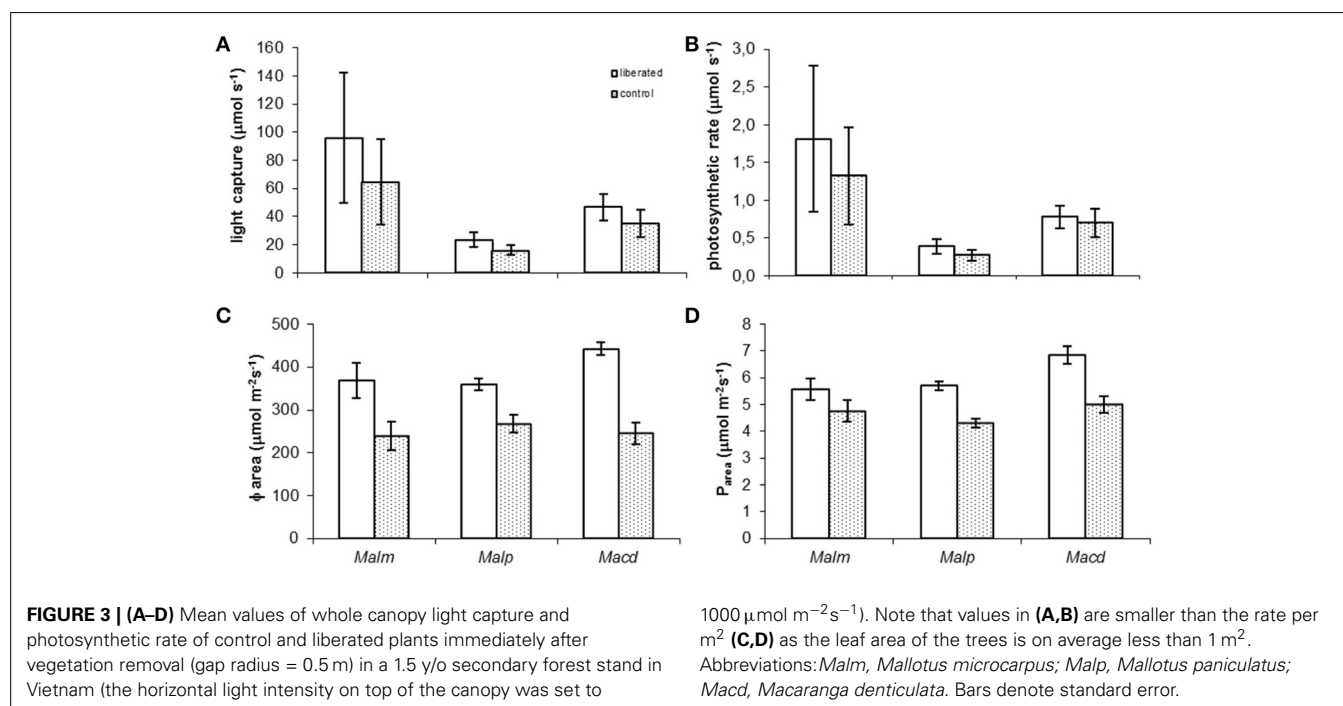 A
160
140
120
100
80
60
40
20
0
light capture (µmol s-1)
liberated
control
B
3,0
2,5
2,0
1,5
1,0
0,5
0,0
photosynthetic rate (µmol s-1)
C
500
400
300
200
100
0
ϕ area (µmol m-2s-1)
Malm
Malp
Macd
D
8
7
6
5
4
3
2
1
0
Parea (µmol m-2s-1)
Malm
Malp
Macd
FIGURE 3 | (A–D) Mean values of whole canopy light capture and
photosynthetic rate of control and liberated plants immediately after
vegetation removal (gap radius = 0.5 m) in a 1.5 y/o secondary forest stand in
Vietnam (the horizontal light intensity on top of the canopy was set to
1000 µmol m−2s−1). Note that values in (A,B) are smaller than the rate per
m2 (C,D) as the leaf area of the trees is on average less than 1 m2.
Abbreviations: Malm, Mallotus microcarpus; Malp, Mallotus paniculatus;
Macd, Macaranga denticulata. Bars denote standard error.